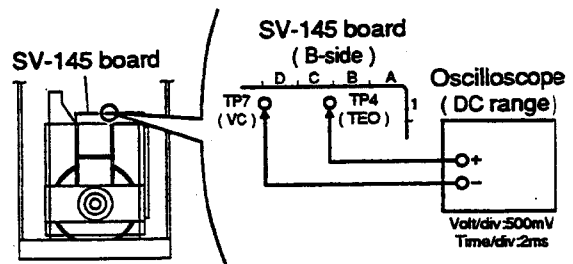 SV-145 board
SV-145 board
( B-side )
D C B A
TP7
( VC )
TP4
( TEO )
1
Oscilloscope
( DC range )
+
−
Volt/div:500mV
Time/div:2ms